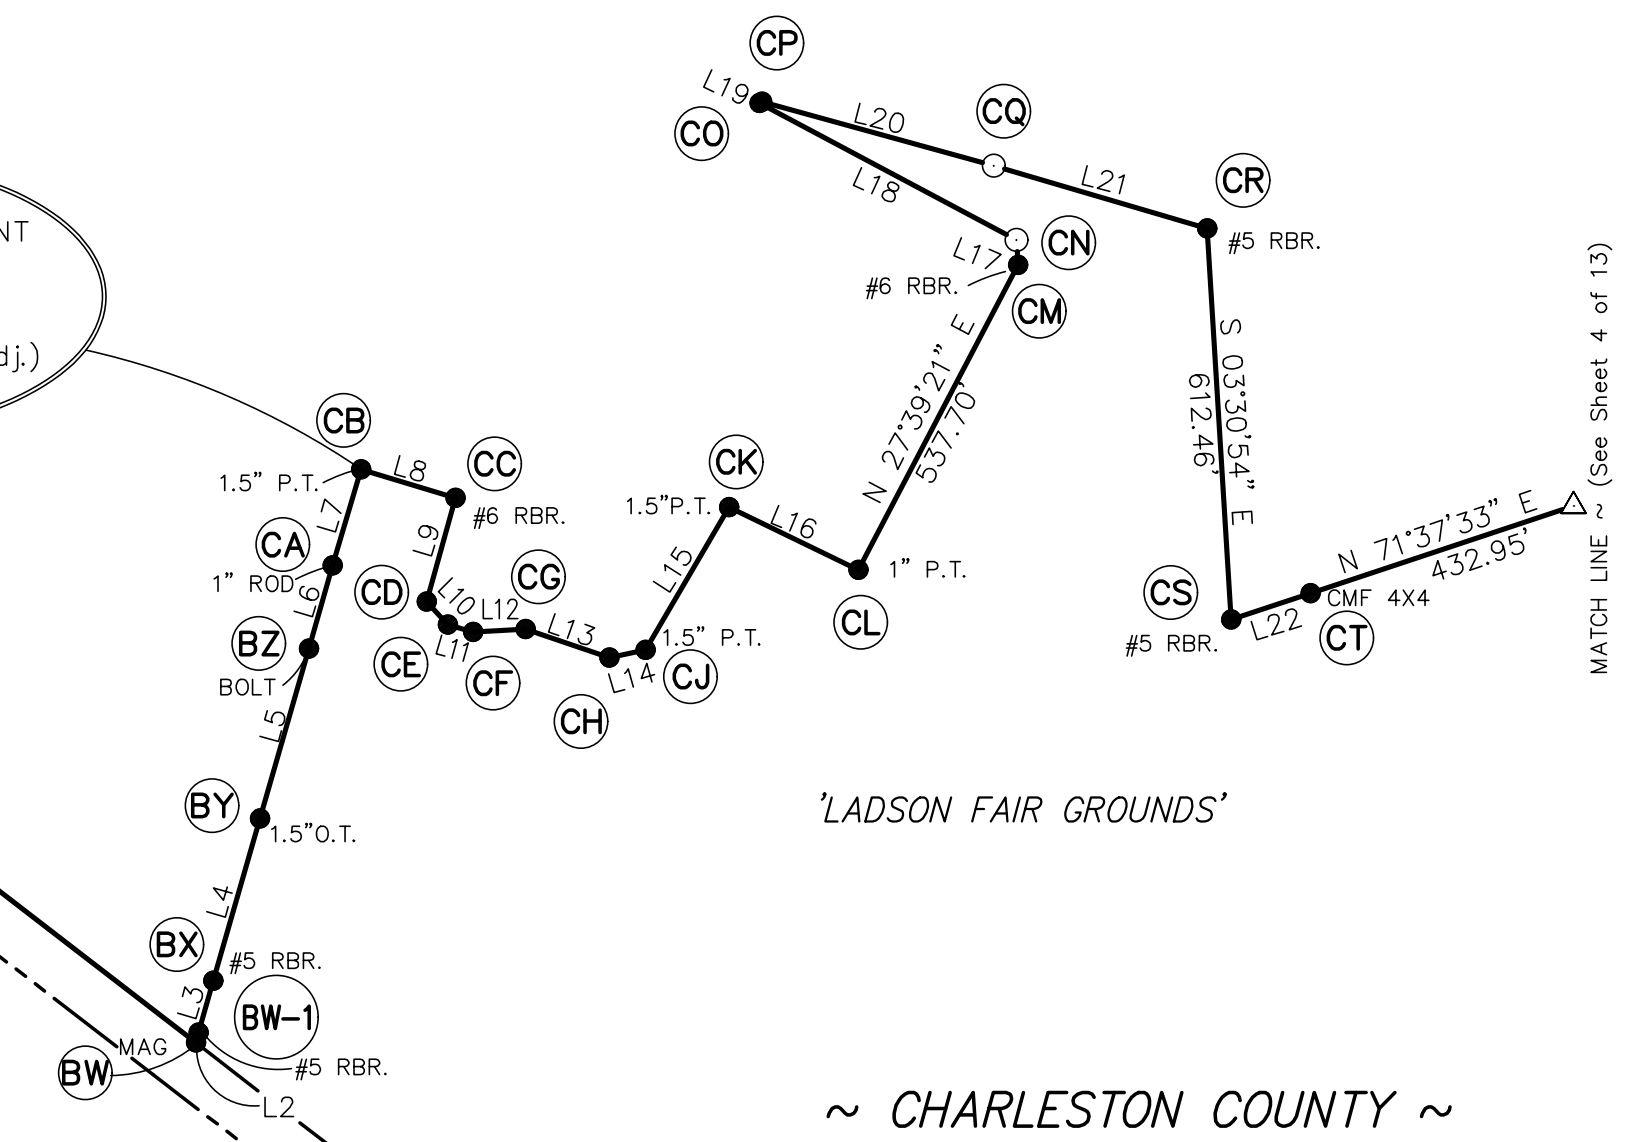 CP
L19
CO
L20
CQ
L18
L21
CR
#5 RBR.
CN
L17
#6 RBR.
CM
NT
dj.)
N 27°39'21" E
537.70'
S 03°30'54" E
612.46'
MATCH LINE ~ (See Sheet 4 of 13)
CB
1.5" P.T.
L8
CC
#6 RBR.
L7
CA
1" ROD
L9
CK
1.5"P.T.
L16
1" P.T.
CL
N 71°37'33" E
432.95'
CS
#5 RBR.
L22
CMF 4X4
CT
L6
BZ
BOLT
CD
L10
CE
L11
L12
CG
CF
L13
L14
CH
L15
1.5" P.T.
CJ
L5
BY
1.5"O.T.
'LADSON FAIR GROUNDS'
L4
BX
#5 RBR.
L3
BW-1
MAG
BW
#5 RBR.
L2
~ CHARLESTON COUNTY ~